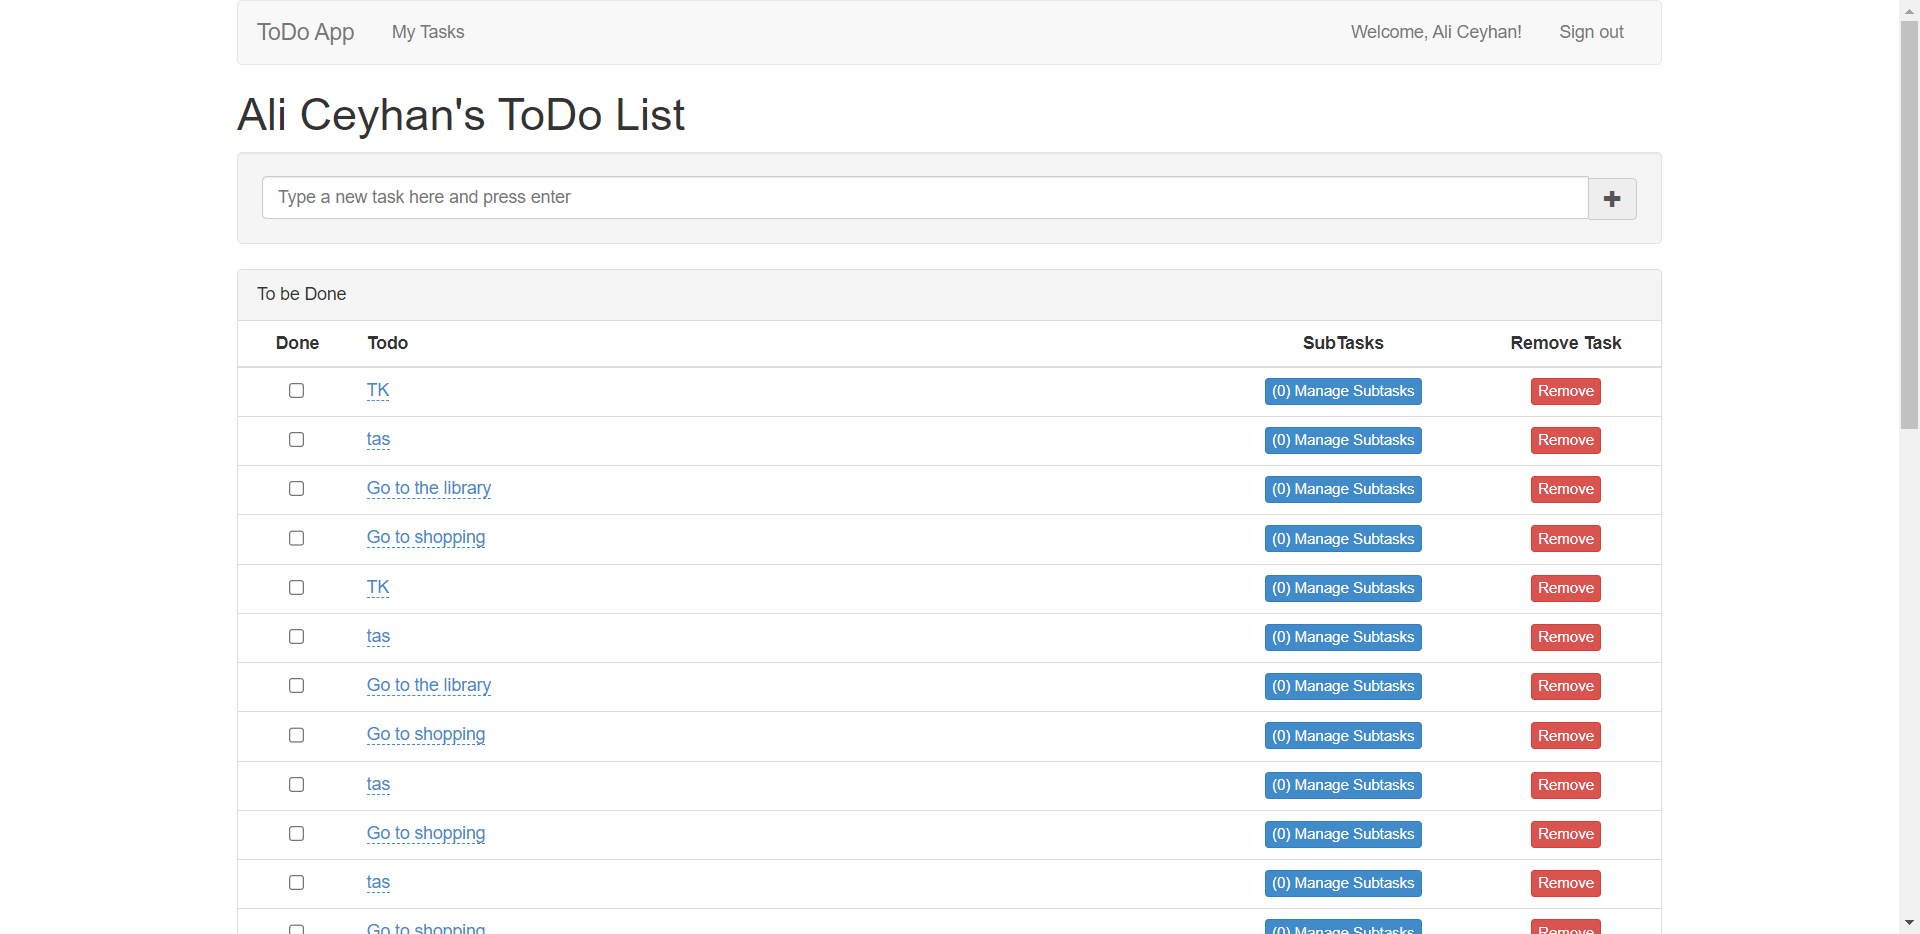 ToDo App My Tasks Welcome, Ali Ceyhan! Sign out
Ali Ceyhan's ToDo List
Type a new task here and press enter
To be Done
Done Todo SubTasks Remove Task
TK (0) Manage Subtasks Remove
tas (0) Manage Subtasks Remove
Go to the library (0) Manage Subtasks Remove
Go to shopping (0) Manage Subtasks Remove
TK (0) Manage Subtasks Remove
tas (0) Manage Subtasks Remove
Go to the library (0) Manage Subtasks Remove
Go to shopping (0) Manage Subtasks Remove
tas (0) Manage Subtasks Remove
Go to shopping (0) Manage Subtasks Remove
tas (0) Manage Subtasks Remove
Go to shopping (0) Manage Subtasks Remove